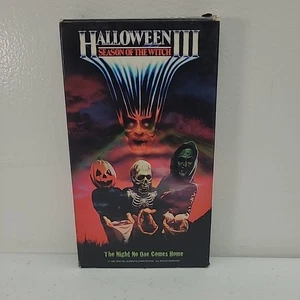 HALLOWEEN III
SEASON OF THE WITCH
The Night No One Comes Home